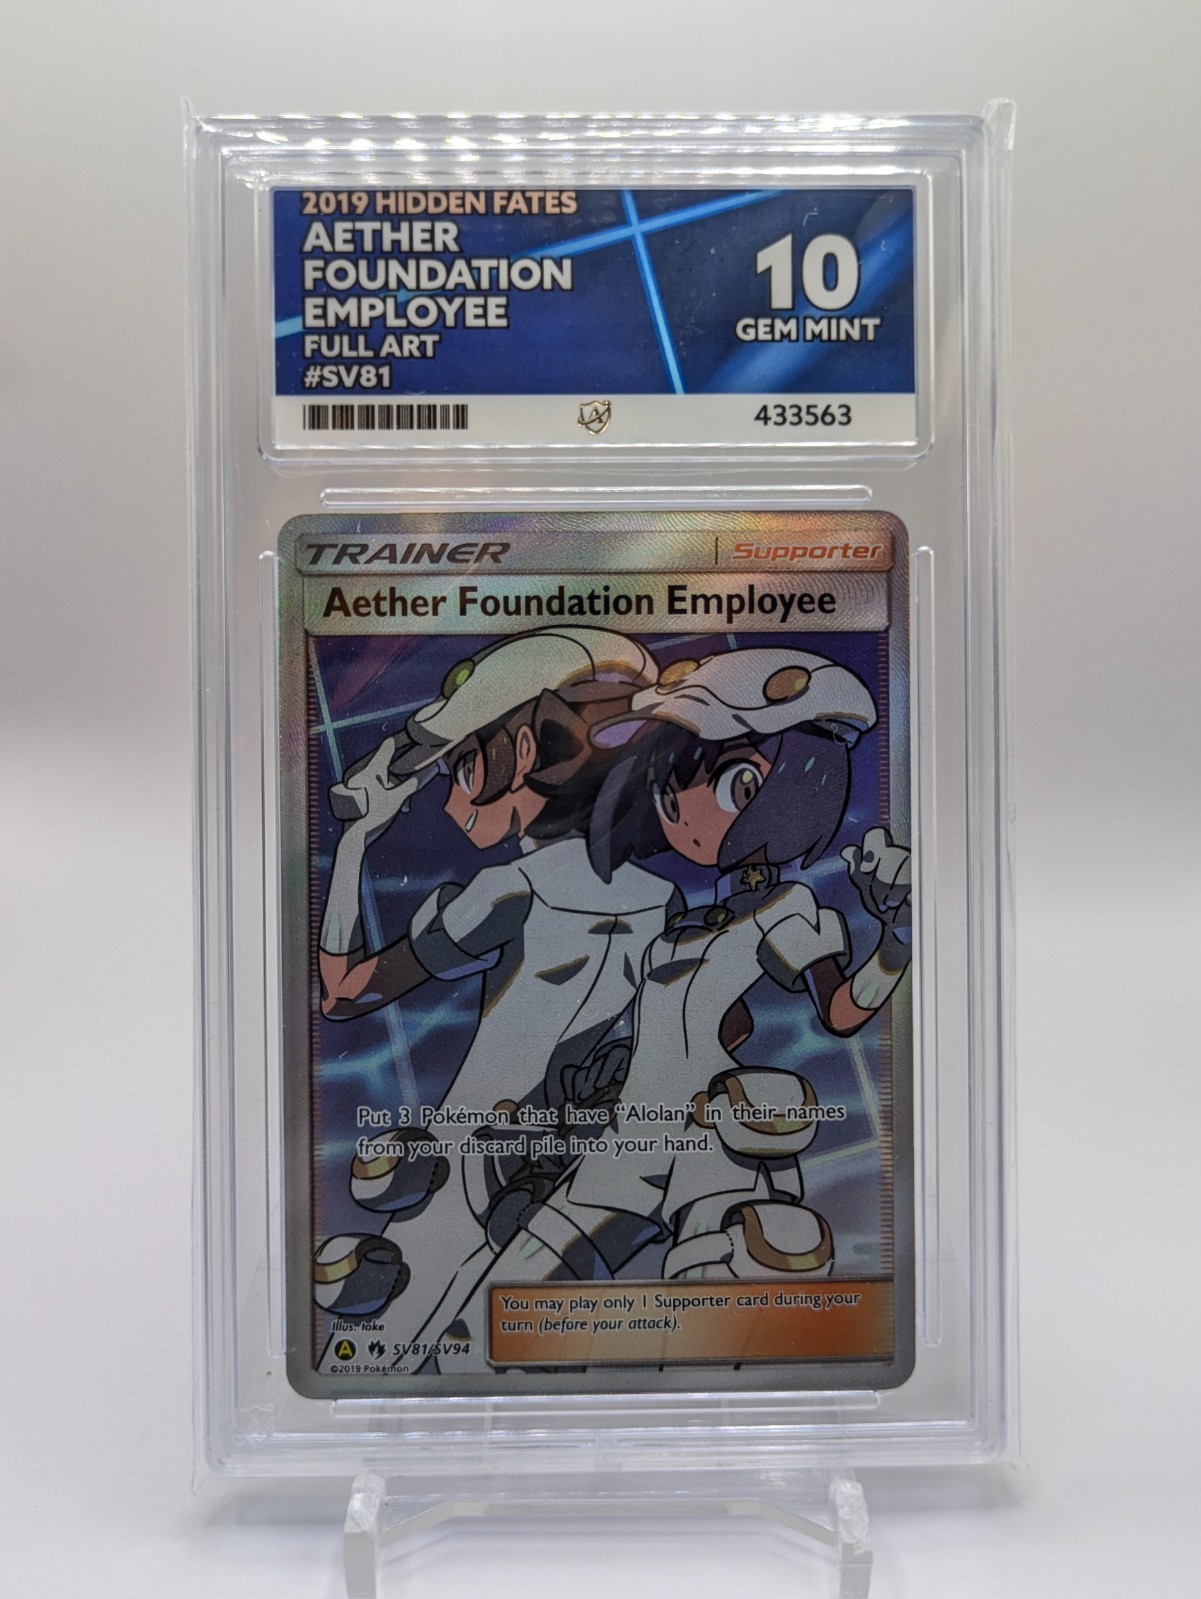 2019 HIDDEN FATES
AETHER
FOUNDATION
EMPLOYEE
FULL ART
#SV81
10
GEM MINT
433563
TRAINER
Supporter
Aether Foundation Employee
Put 3 Pokémon that have “Alolan” in their names
from your discard pile into your hand.
You may play only 1 Supporter card during your
turn (before your attack).
Illus. take
A SV81/SV94
©2019 Pokémon